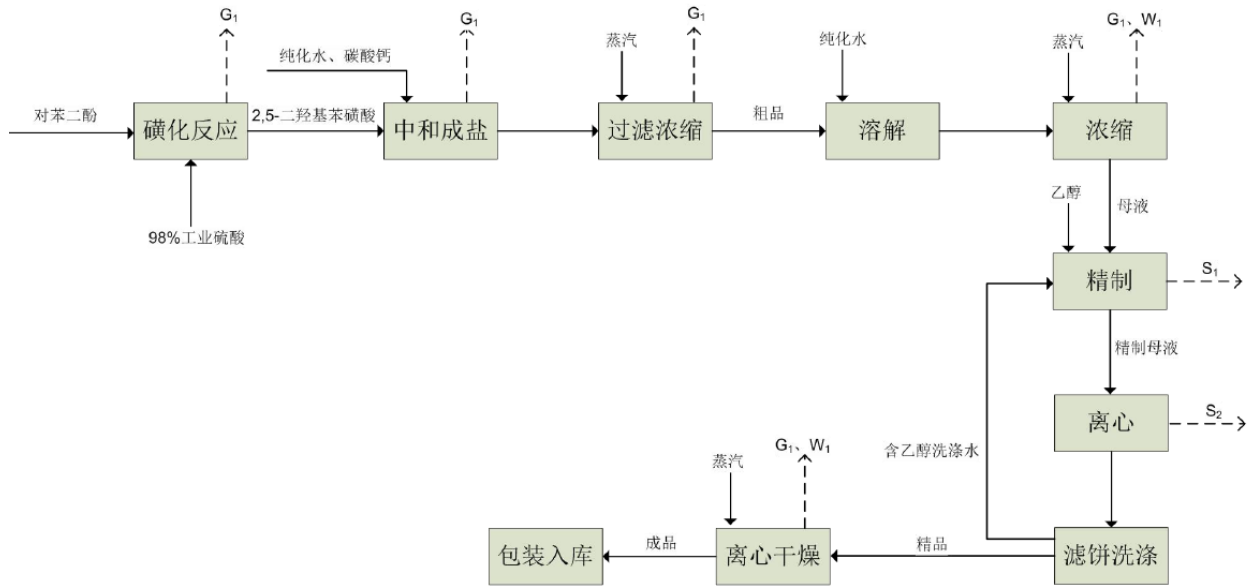 G₁
G₁
G₁
G₁、W₁
纯化水、碳酸钙
蒸汽
纯化水
蒸汽
对苯二酚
磺化反应
2,5-二羟基苯磺酸
中和成盐
过滤浓缩
粗品
溶解
浓缩
98%工业硫酸
乙醇
母液
精制
S₁
精制母液
离心
S₂
含乙醇洗涤水
G₁、W₁
蒸汽
包装入库
成品
离心干燥
精品
滤饼洗涤